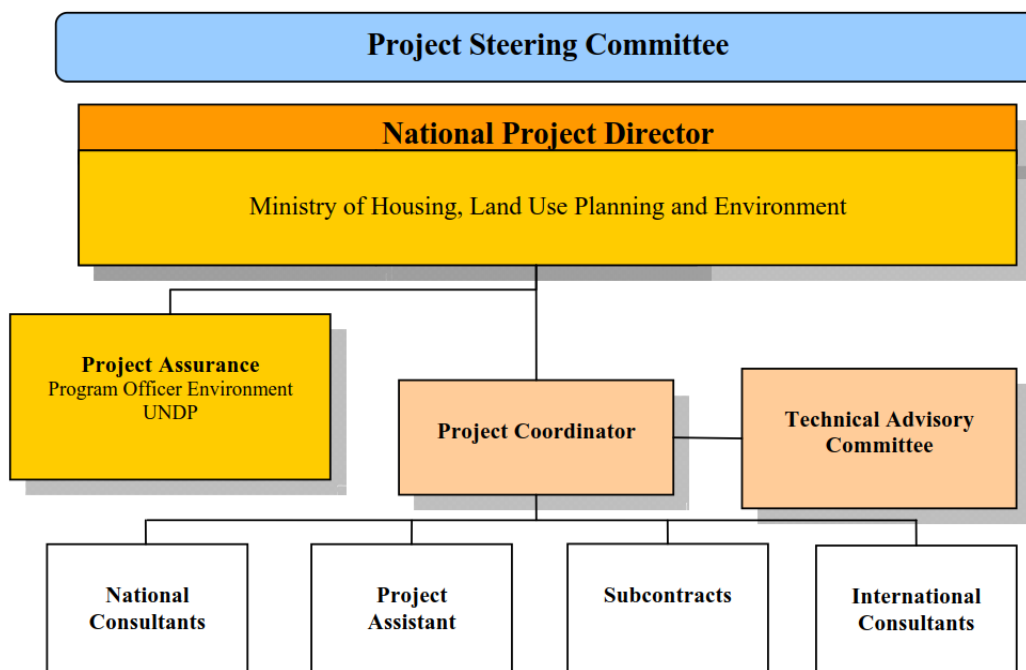 Project Steering Committee
National Project Director
Ministry of Housing, Land Use Planning and Environment
Project Assurance
Program Officer Environment
UNDP
Project Coordinator
Technical Advisory
Committee
National
Consultants
Project
Assistant
Subcontracts
International
Consultants